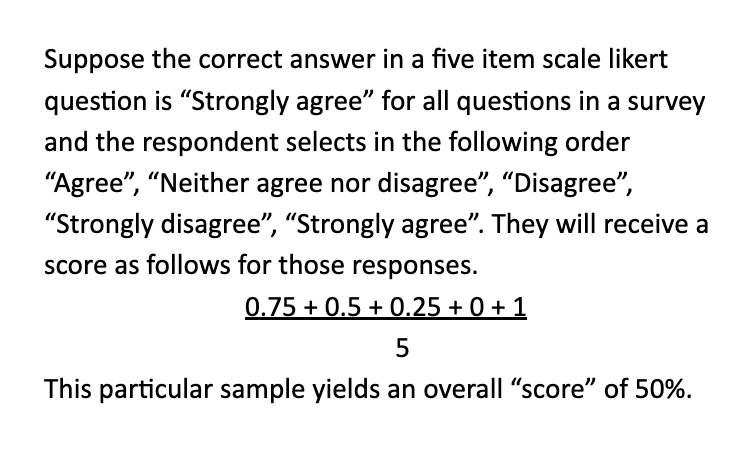 Suppose the correct answer in a five item scale likert
question is “Strongly agree” for all questions in a survey
and the respondent selects in the following order
“Agree”, “Neither agree nor disagree”, “Disagree”,
“Strongly disagree”, “Strongly agree”. They will receive a
score as follows for those responses.
0.75 + 0.5 + 0.25 + 0 + 1
5
This particular sample yields an overall “score” of 50%.